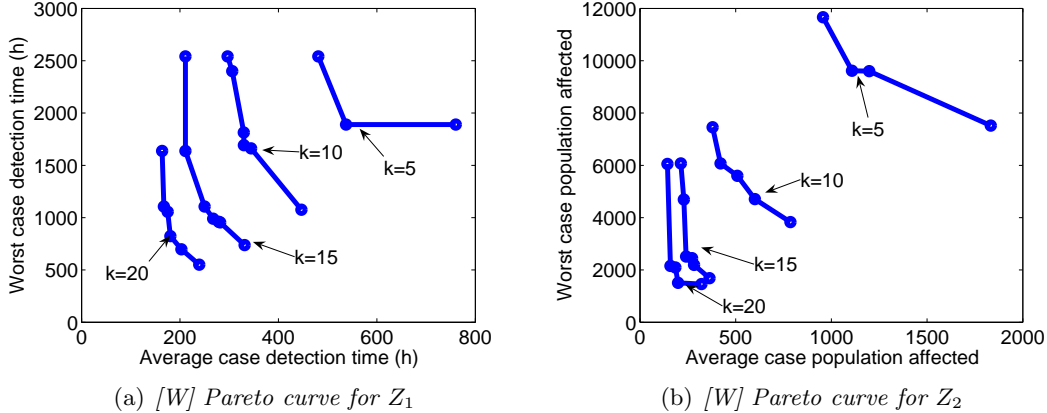 3000
2500
2000
1500
1000
500
0
0 200 400 600 800
Worst case detection time (h)
Average case detection time (h)
k=5
k=10
k=15
k=20
(a) [W] Pareto curve for Z1
12000
10000
8000
6000
4000
2000
0
0 500 1000 1500 2000
Worst case population affected
Average case population affected
k=5
k=10
k=15
k=20
(b) [W] Pareto curve for Z2